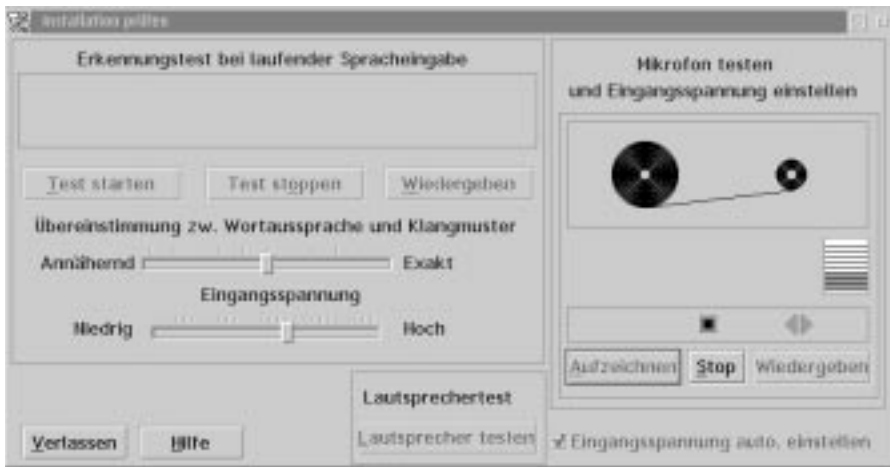 Installation prüfen
Erkennungstest bei laufender Spracheingabe
Test starten
Test stoppen
Wiedergeben
Übereinstimmung zw. Wortaussprache und Klangmuster
Annähernd
Exakt
Eingangsspannung
Niedrig
Hoch
Mikrofon testen
und Eingangsspannung einstellen
Aufzeichnen
Stop
Wiedergeben
Lautsprechertest
Lautsprecher testen
Verlassen
Hilfe
Eingangsspannung auto. einstellen